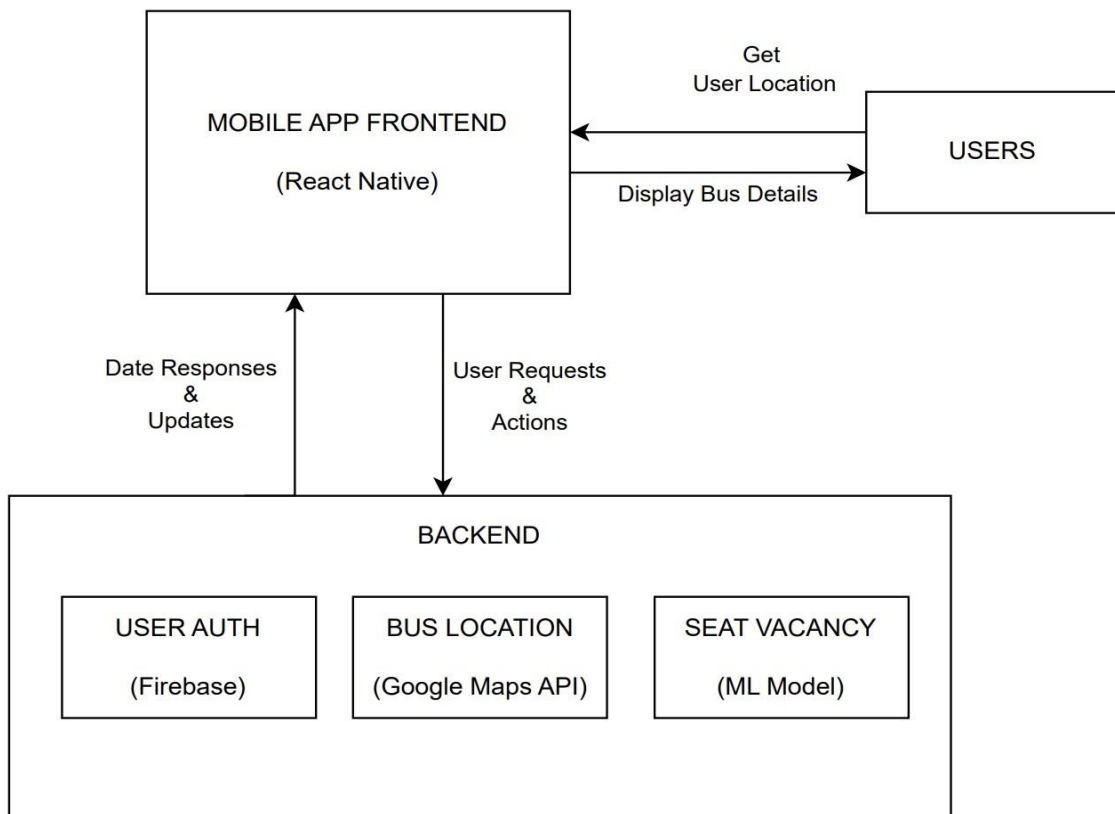 Get
User Location
MOBILE APP FRONTEND
(React Native)
USERS
Display Bus Details
Date Responses
&
Updates
User Requests
&
Actions
BACKEND
USER AUTH
(Firebase)
BUS LOCATION
(Google Maps API)
SEAT VACANCY
(ML Model)